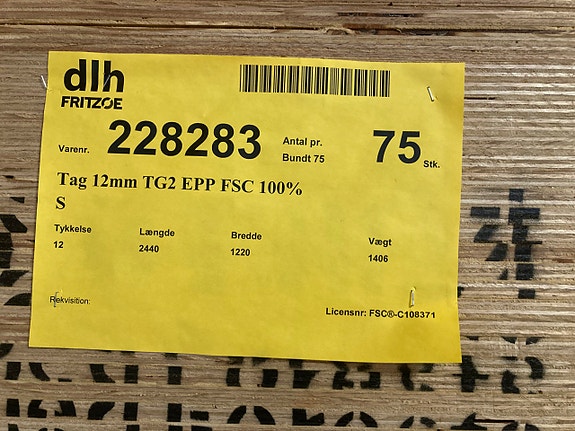 dlh
FRITZOE
Varenr. 228283 Antal pr. Bundt 75 75 Stk.
Tag 12mm TG2 EPP FSC 100%
S
Tykkelse Længde Bredde Vægt
12 2440 1220 1406
Rekvisition:
Licensnr: FSC®-C108371